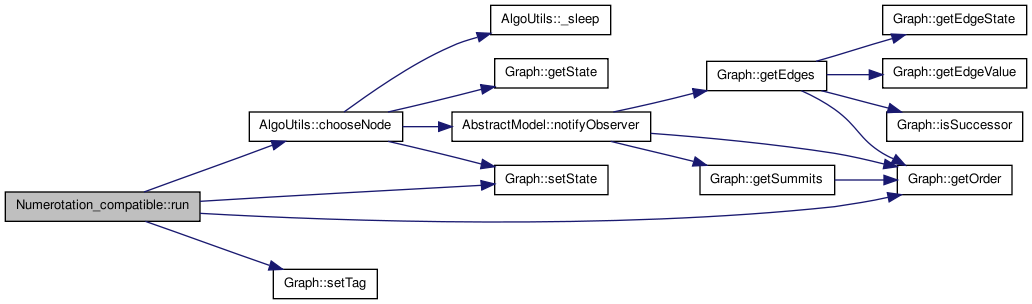 AlgoUtils::_sleep
Graph::getEdgeState
Graph::getState
Graph::getEdges
Graph::getEdgeValue
AlgoUtils::chooseNode
AbstractModel::notifyObserver
Graph::isSuccessor
Graph::setState
Graph::getSummits
Graph::getOrder
Numerotation_compatible::run
Graph::setTag